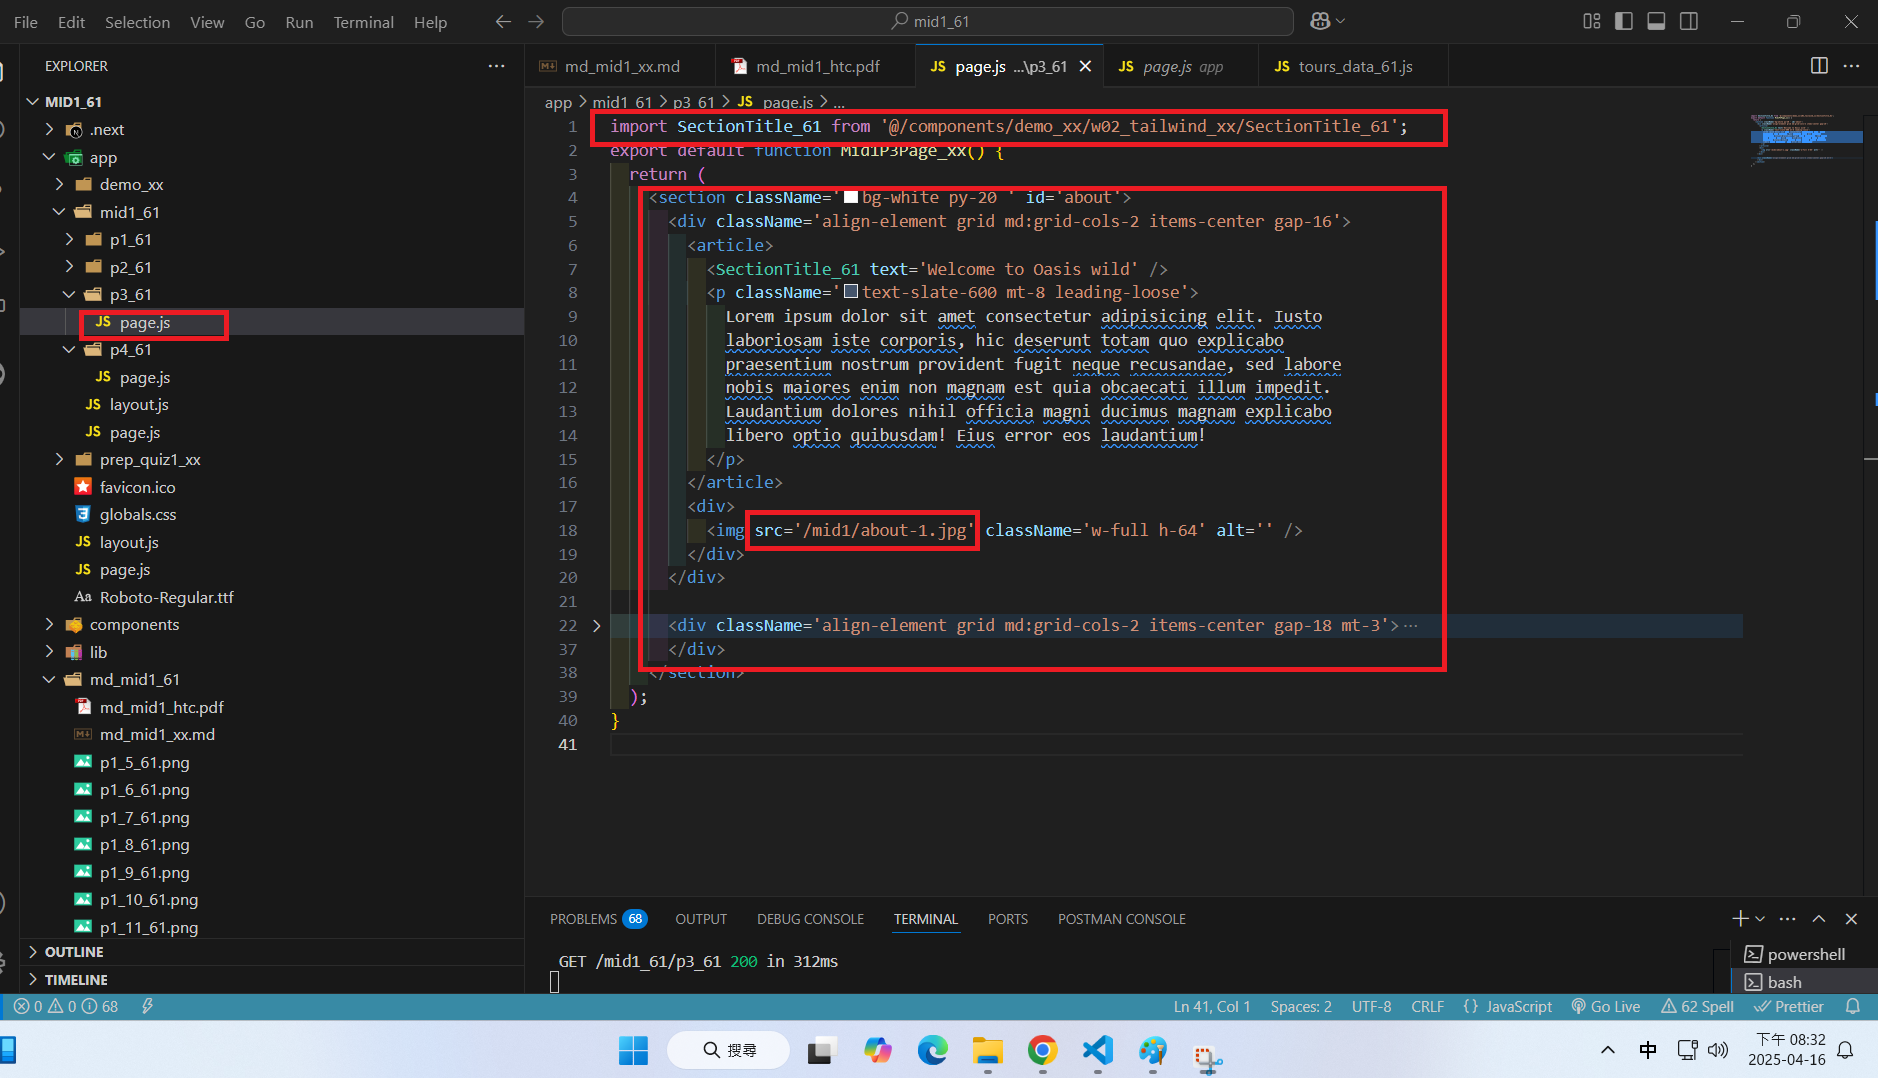 File Edit Selection View Go Run Terminal Help
mid1_61
EXPLORER
MID1_61
.next
app
demo_xx
mid1_61
p1_61
p2_61
p3_61
JS page.js
p4_61
JS page.js
JS layout.js
JS page.js
prep_quiz1_xx
favicon.ico
globals.css
JS layout.js
JS page.js
Aa Roboto-Regular.ttf
components
lib
md_mid1_61
md_mid1_htc.pdf
md_mid1_xx.md
p1_5_61.png
p1_6_61.png
p1_7_61.png
p1_8_61.png
p1_9_61.png
p1_10_61.png
p1_11_61.png
OUTLINE
TIMELINE
md_mid1_xx.md
md_mid1_htc.pdf
JS page.js ...\p3_61
JS page.js app
JS tours_data_61.js
app > mid1_61 > p3_61 > JS page.js > ...
1 import SectionTitle_61 from '@/components/demo_xx/w02_tailwind_xx/SectionTitle_61';
2 export default function Mid1P3Page_xx() {
3 return (
4 <section className='bg-white py-20 ' id='about'>
5 <div className='align-element grid md:grid-cols-2 items-center gap-16'>
6 <article>
7 <SectionTitle_61 text='Welcome to Oasis wild' />
8 <p className='text-slate-600 mt-8 leading-loose'>
9 Lorem ipsum dolor sit amet consectetur adipisicing elit. Iusto
10 laboriosam iste corporis, hic deserunt totam quo explicabo
11 praesentium nostrum provident fugit neque recusandae, sed labore
12 nobis maiores enim non magnam est quia obcaecati illum impedit.
13 Laudantium dolores nihil officia magni ducimus magnam explicabo
14 libero optio quibusdam! Eius error eos laudantium!
15 </p>
16 </article>
17 <div>
18 <img src='/mid1/about-1.jpg' className='w-full h-64' alt='' />
19 </div>
20 </div>
21
22 <div className='align-element grid md:grid-cols-2 items-center gap-18 mt-3'>···
37 </div>
38 </section>
39 );
40 }
41
PROBLEMS 68 OUTPUT DEBUG CONSOLE TERMINAL PORTS POSTMAN CONSOLE
GET /mid1_61/p3_61 200 in 312ms
powershell
bash
0 0 68
Ln 41, Col 1 Spaces: 2 UTF-8 CRLF {} JavaScript Go Live 62 Spell Prettier
搜尋
中
下午 08:32
2025-04-16